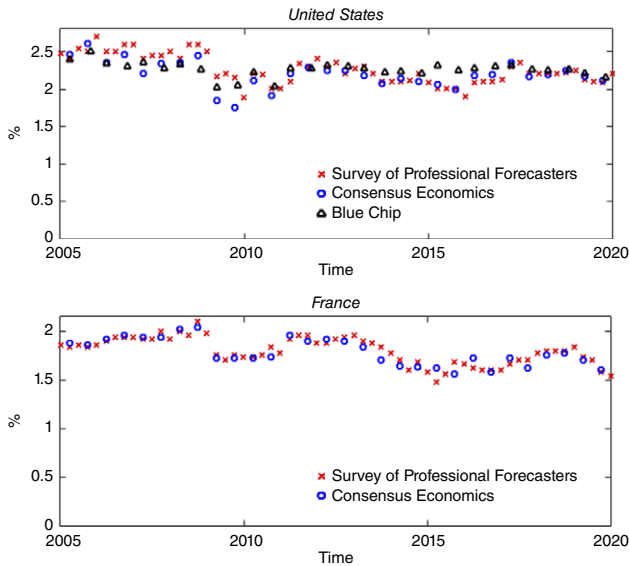 United States
2.5
2
1.5
1
0.5
0
%
Survey of Professional Forecasters
Consensus Economics
Blue Chip
2005 2010 2015 2020
Time
France
2
1.5
1
0.5
0
%
Survey of Professional Forecasters
Consensus Economics
2005 2010 2015 2020
Time